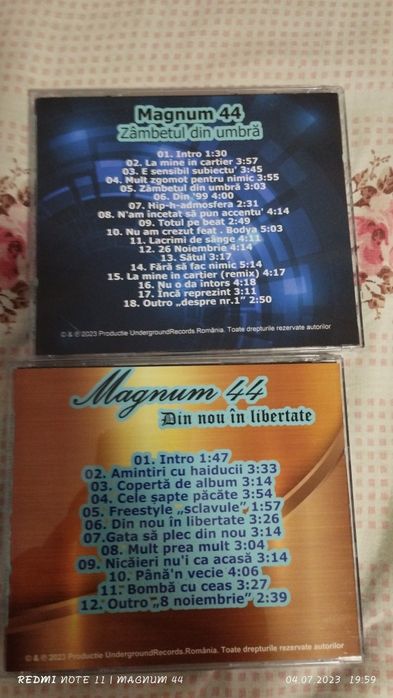 Magnum 44
Zâmbetul din umbră
01. Intro 1:30
02. La mine in cartier 3:57
03. E sensibil subiectu' 3:45
04. Mult zgomot pentru nimic 3:55
05. Zâmbetul din umbră 3:03
06. Din '99 4:00
07. Hip-h-admosfera 2:31
08. N'am încetat să pun accentu' 4:14
09. Totul pe beat 2:49
10. Nu am crezut feat . Bodya 5:03
11. Lacrimi de sânge 4:11
12. 26 Noiembrie 4:14
13. Sătul 3:17
14. Fără să fac nimic 5:14
15. La mine in cartier (remix) 4:17
16. Nu o da intors 4:18
17. Încă reprezint 3:11
18. Outro „despre nr.1" 2:50
© & ℗ 2023 Productie UndergroundRecords.România. Toate drepturile rezervate autorilor
Magnum 44
Din nou în libertate
01. Intro 1:47
02. Amintiri cu haiducii 3:33
03. Copertă de album 3:14
04. Cele șapte păcăte 3:54
05. Freestyle „sclavule" 1:57
06. Din nou în libertate 3:26
07.Gata să plec din nou 3:14
08. Mult prea mult 3:04
09. Nicăieri nu'i ca acasă 3:14
10. Până'n vecie 4:06
11. Bombă cu ceas 3:27
12. Outro „8 noiembrie" 2:39
© & ℗ 2023 Productie UndergroundRecords.România. Toate drepturile rezervate autorilor
REDMI NOTE 11 | MAGNUM 44
04.07.2023 19:59